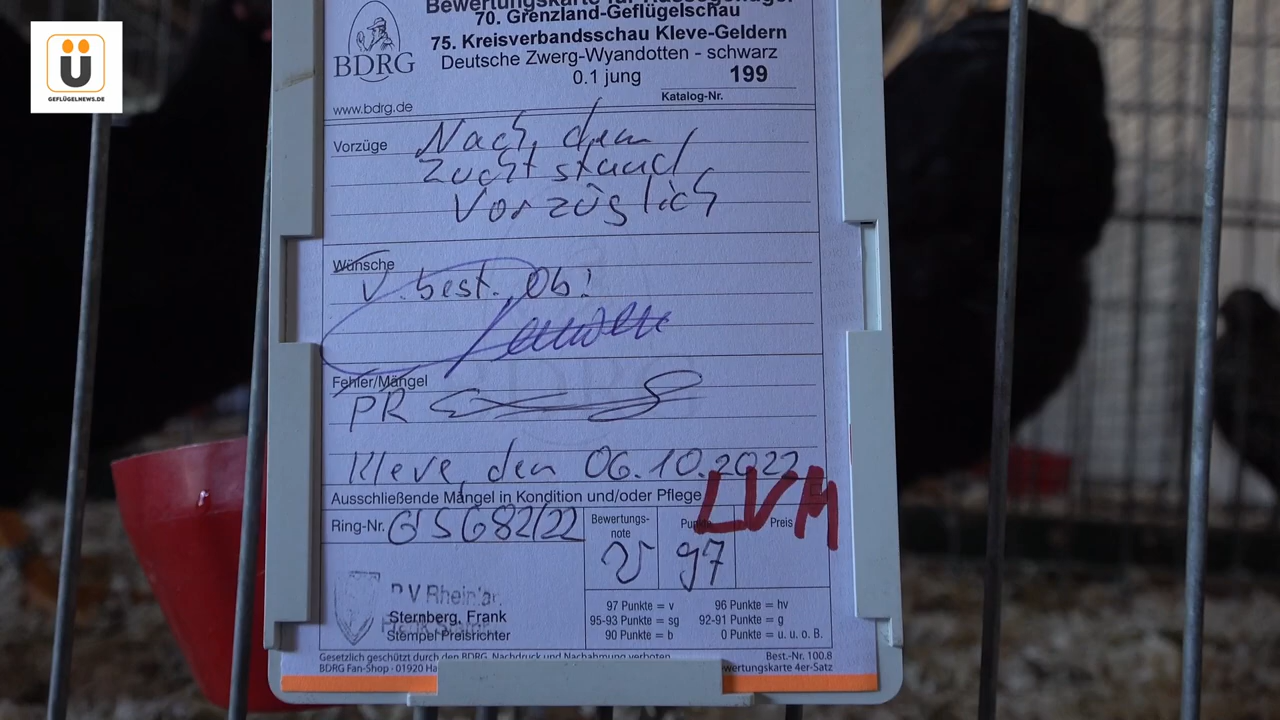 Ü
GEFLÜGELNEWS.DE
Bewertungskarte für Rassegeflügel
70. Grenzland-Geflügelschau
75. Kreisverbandsschau Kleve-Geldern
BDRG
Deutsche Zwerg-Wyandotten - schwarz
0.1 jung 199
www.bdrg.de
Katalog-Nr.
Vorzüge Nach dem
Zuchtstand
Vorzüglich
Wünsche
V. best. Ob!
Fehler/Mängel
PR
Kleve, den 06.10.2022
Ausschließende Mängel in Kondition und/oder Pflege
LVM
Ring-Nr.
Bewertungs-
note
Punkte
Preis
v 97
97 Punkte = v 96 Punkte = hv
95-93 Punkte = sg 92-91 Punkte = g
90 Punkte = b 0 Punkte = u. u. o. B.
Sternberg, Frank
Stempel Preisrichter
Gesetzlich geschützt durch den BDRG, Nachdruck und Nachahmung verboten
Best.-Nr. 100.8
BDRG Fan-Shop · 01920 Ha
wertungskarte 4er-Satz